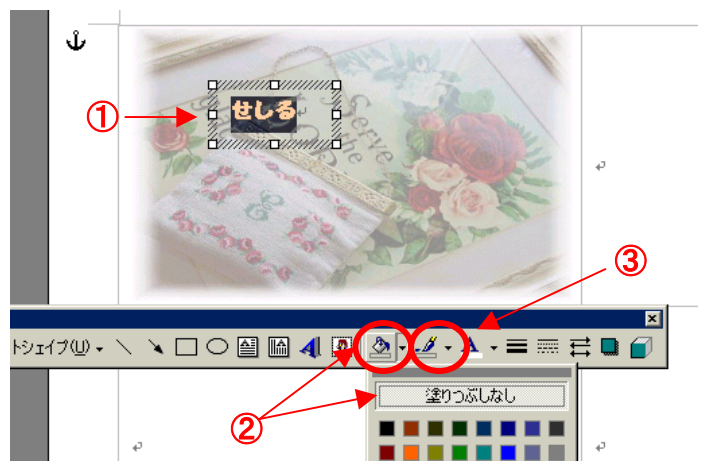 ①
せしる
Serve
the
③
トシェイプ(U)
②
塗りつぶしなし